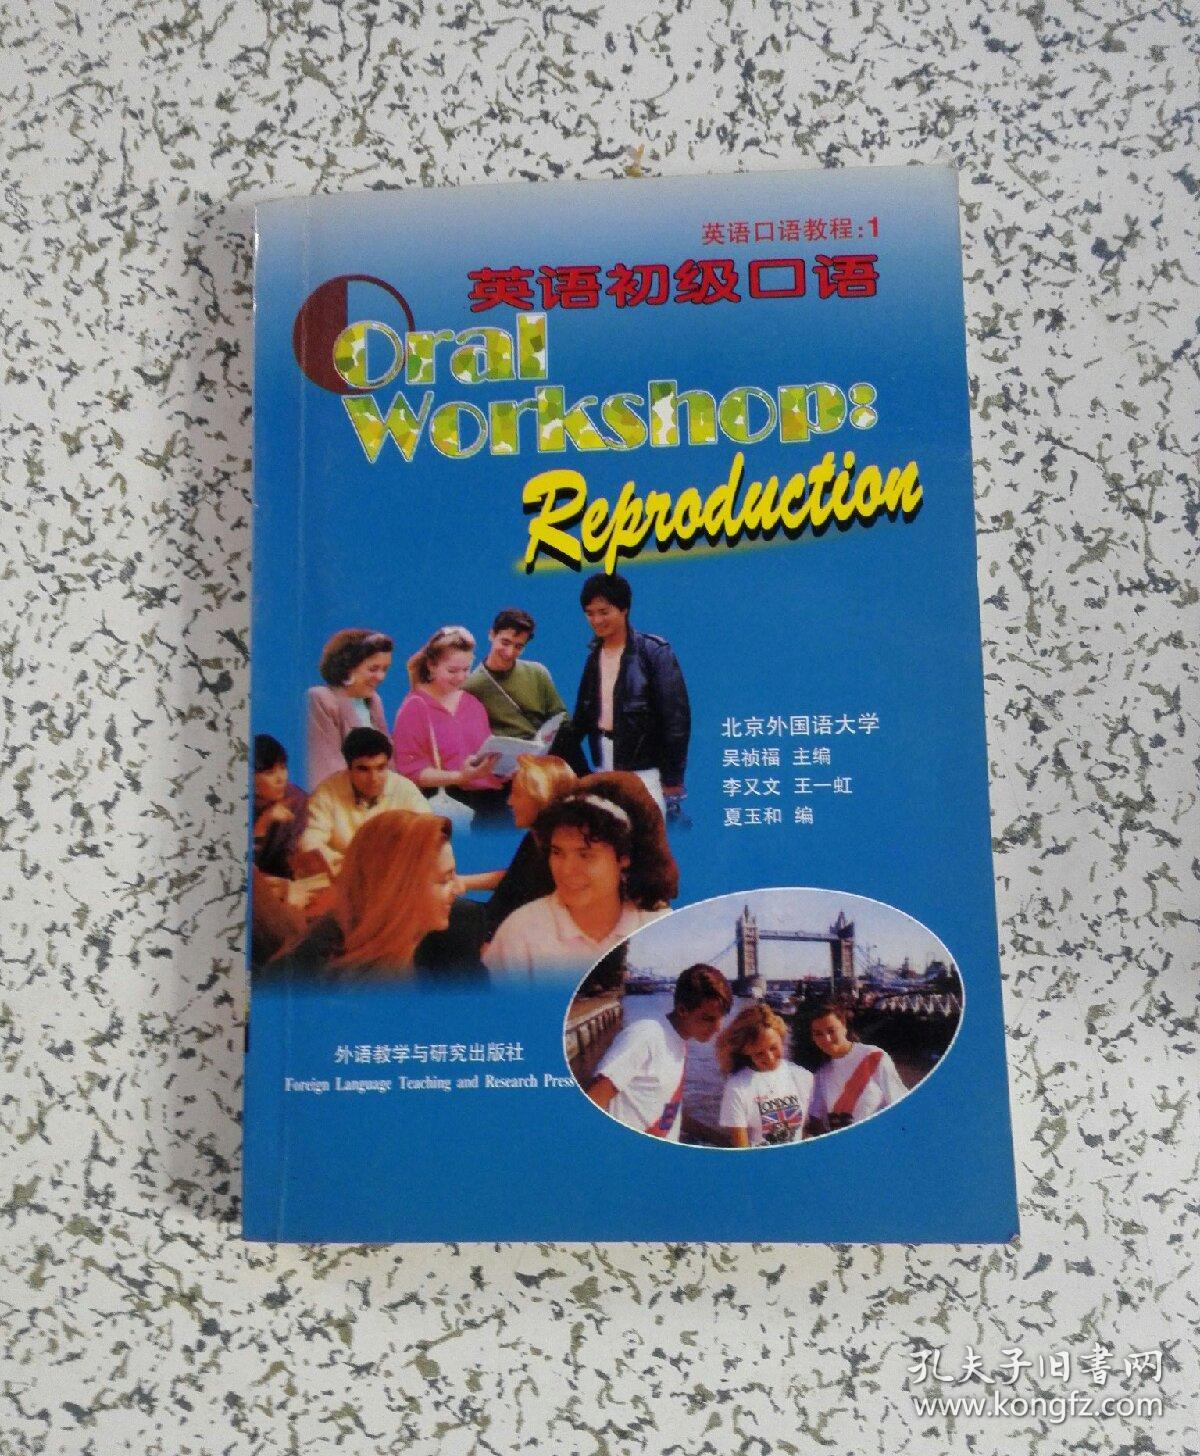 英语口语教程:1
英语初级口语
Oral
Workshop:
Reproduction
北京外国语大学
吴祯福 主编
李又文 王一虹
夏玉和 编
LONDON
外语教学与研究出版社
Foreign Language Teaching and Research Press
孔夫子旧書网
www.kongfz.com